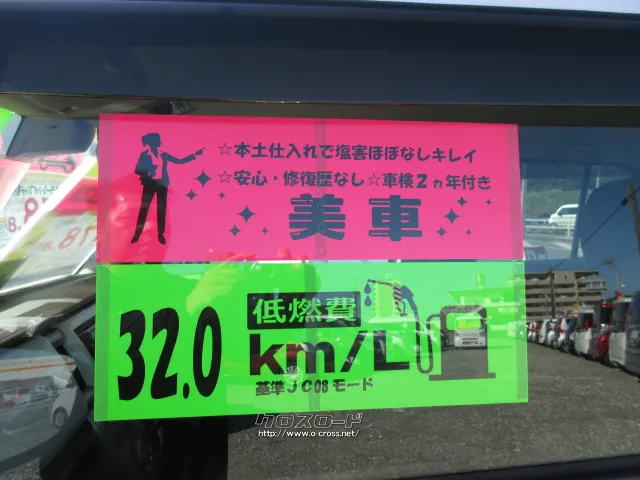 ☆本土仕入れで塩害ほぼなしキレイ
☆安心・修復歴なし☆車検2ヵ年付き
美車
低燃費
32.0 km/L
基準JC08モード
クロスロード
http://www.o-cross.net/